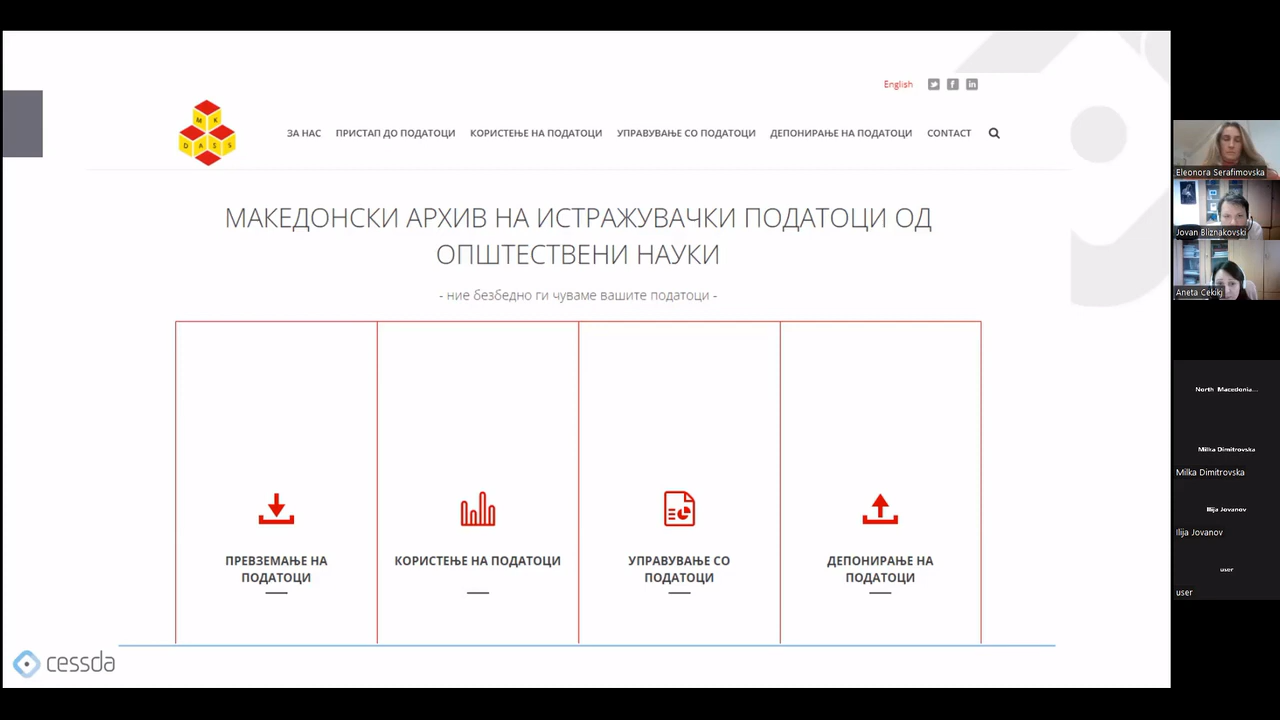 English
M K
D A S S
ЗА НАС ПРИСТАП ДО ПОДАТОЦИ КОРИСТЕЊЕ НА ПОДАТОЦИ УПРАВУВАЊЕ СО ПОДАТОЦИ ДЕПОНИРАЊЕ НА ПОДАТОЦИ CONTACT
МАКЕДОНСКИ АРХИВ НА ИСТРАЖУВАЧКИ ПОДАТОЦИ ОД
ОПШТЕСТВЕНИ НАУКИ
- ние безбедно ги чуваме вашите податоци -
ПРЕВЗЕМАЊЕ НА
ПОДАТОЦИ
КОРИСТЕЊЕ НА ПОДАТОЦИ
УПРАВУВАЊЕ СО
ПОДАТОЦИ
ДЕПОНИРАЊЕ НА
ПОДАТОЦИ
cessda
Eleonora Serafimovska
Jovan Bliznakovski
Aneta Cekikj
North Macedonia...
Milka Dimitrovska
Milka Dimitrovska
Ilija Jovanov
Ilija Jovanov
user
user